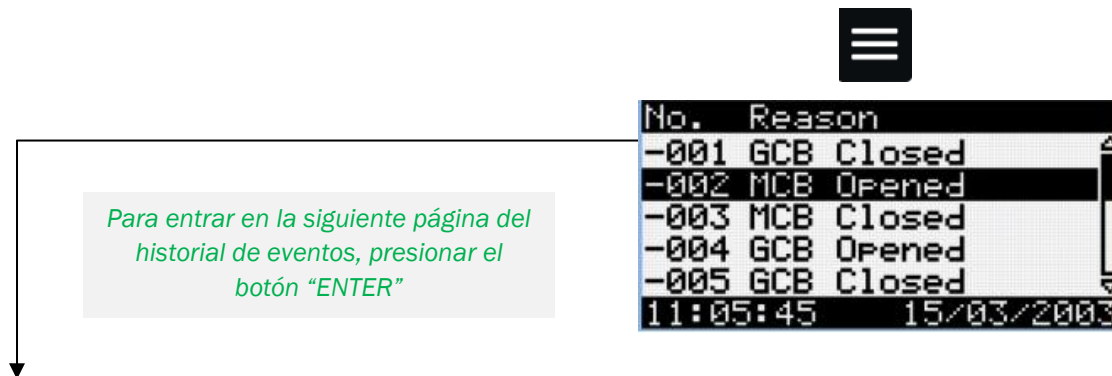 No. Reason
-001 GCB Closed
-002 MCB Opened
-003 MCB Closed
-004 GCB Opened
-005 GCB Closed
11:05:45 15/03/2003
Para entrar en la siguiente página del
historial de eventos, presionar el
botón “ENTER”